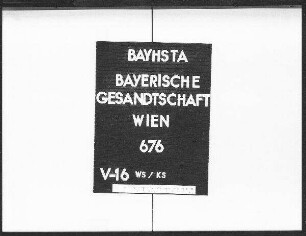 BAYHSTA
BAYERISCHE
GESANDTSCHAFT
WIEN
676
V-16 WS / KS